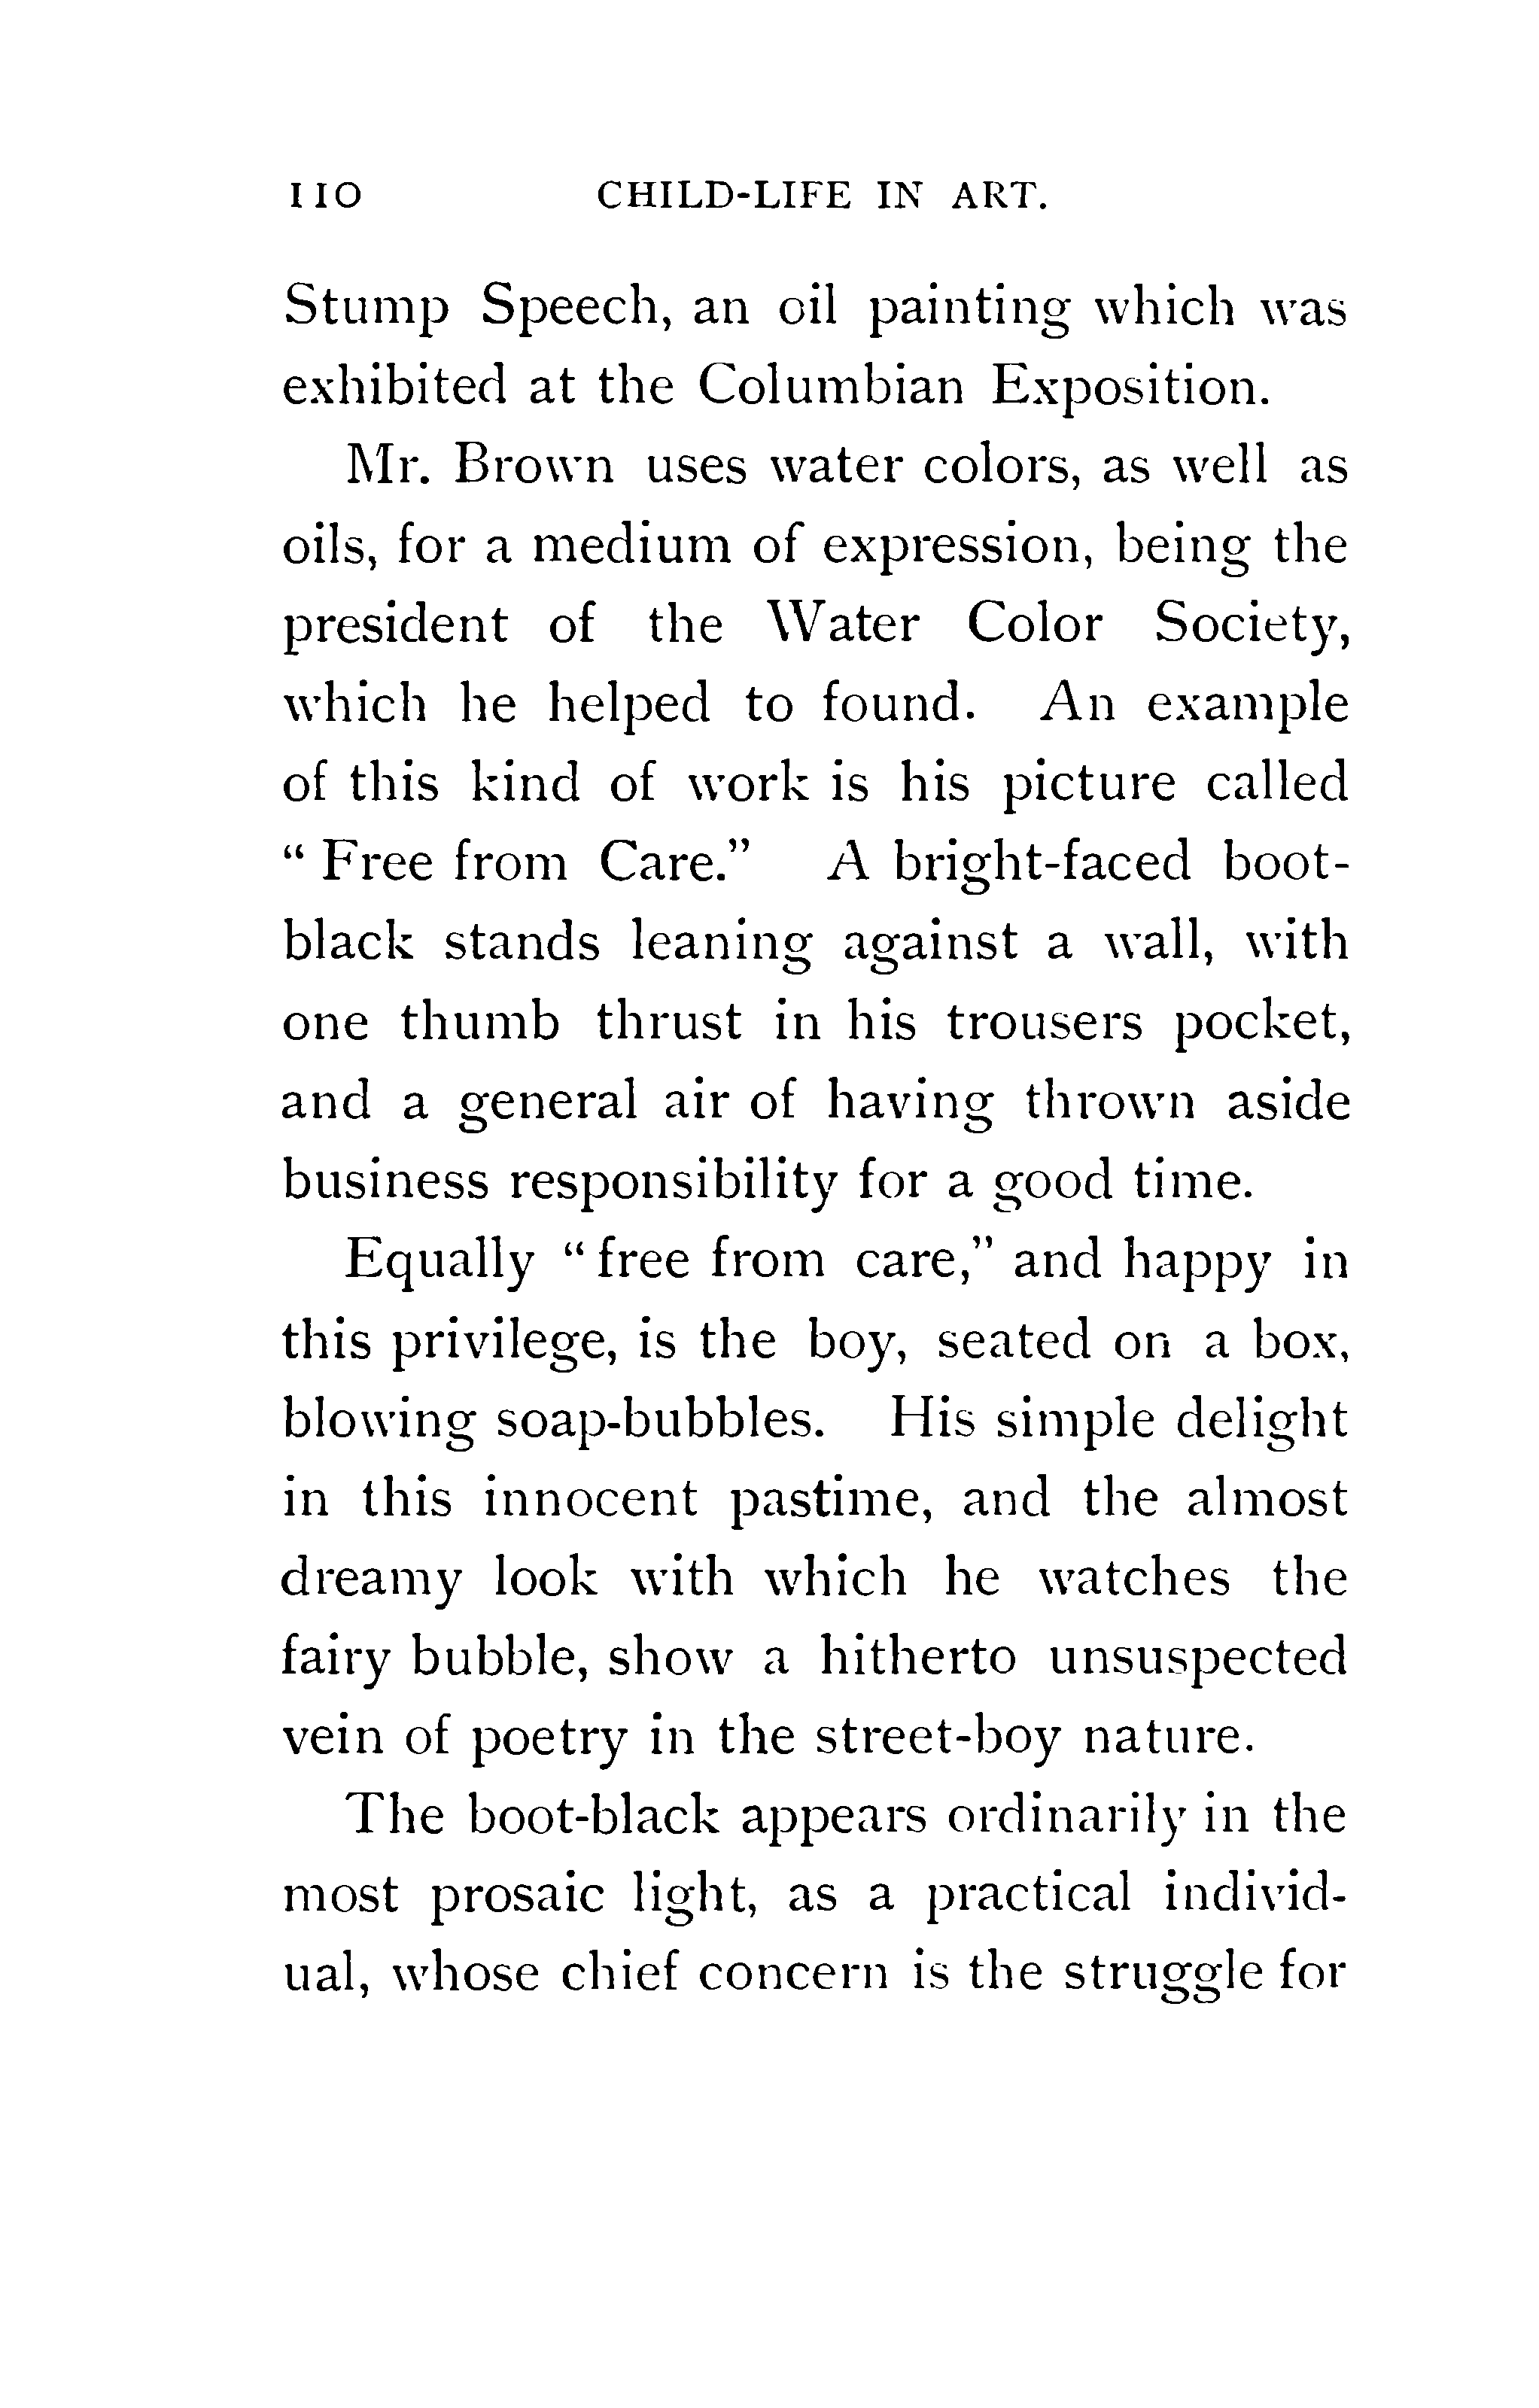 110 CHILD-LIFE IN ART.
Stump Speech, an oil painting which was
exhibited at the Columbian Exposition.
Mr. Brown uses water colors, as well as
oils, for a medium of expression, being the
president of the Water Color Society,
which he helped to found. An example
of this kind of work is his picture called
“Free from Care.” A bright-faced boot-
black stands leaning against a wall, with
one thumb thrust in his trousers pocket,
and a general air of having thrown aside
business responsibility for a good time.
Equally “free from care,” and happy in
this privilege, is the boy, seated on a box,
blowing soap-bubbles. His simple delight
in this innocent pastime, and the almost
dreamy look with which he watches the
fairy bubble, show a hitherto unsuspected
vein of poetry in the street-boy nature.
The boot-black appears ordinarily in the
most prosaic light, as a practical individ-
ual, whose chief concern is the struggle for